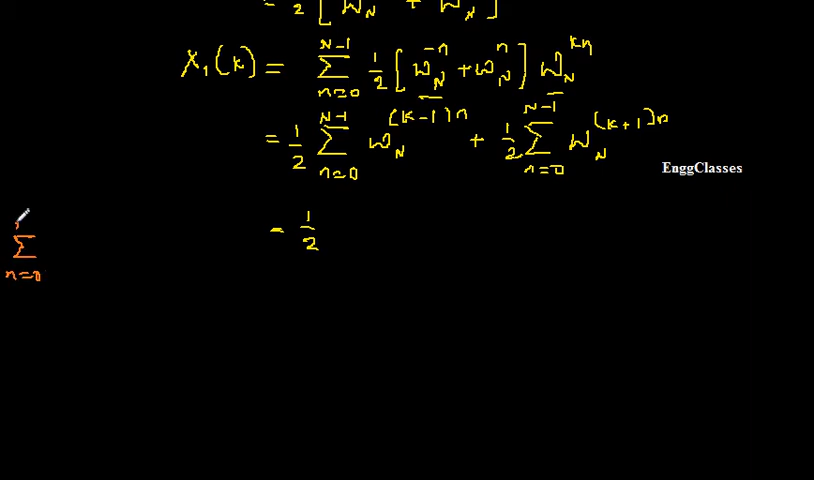 = 1/2 [ W_N + W_N ]
X₁(k) = Σ_{n=0}^{N-1} 1/2 [ W_N^{-n} + W_N^{n} ] W_N^{kn}
= 1/2 Σ_{n=0}^{N-1} W_N^{(k-1)n} + 1/2 Σ_{n=0}^{N-1} W_N^{(k+1)n}
EnggClasses
= 1/2
Σ_{n=0}